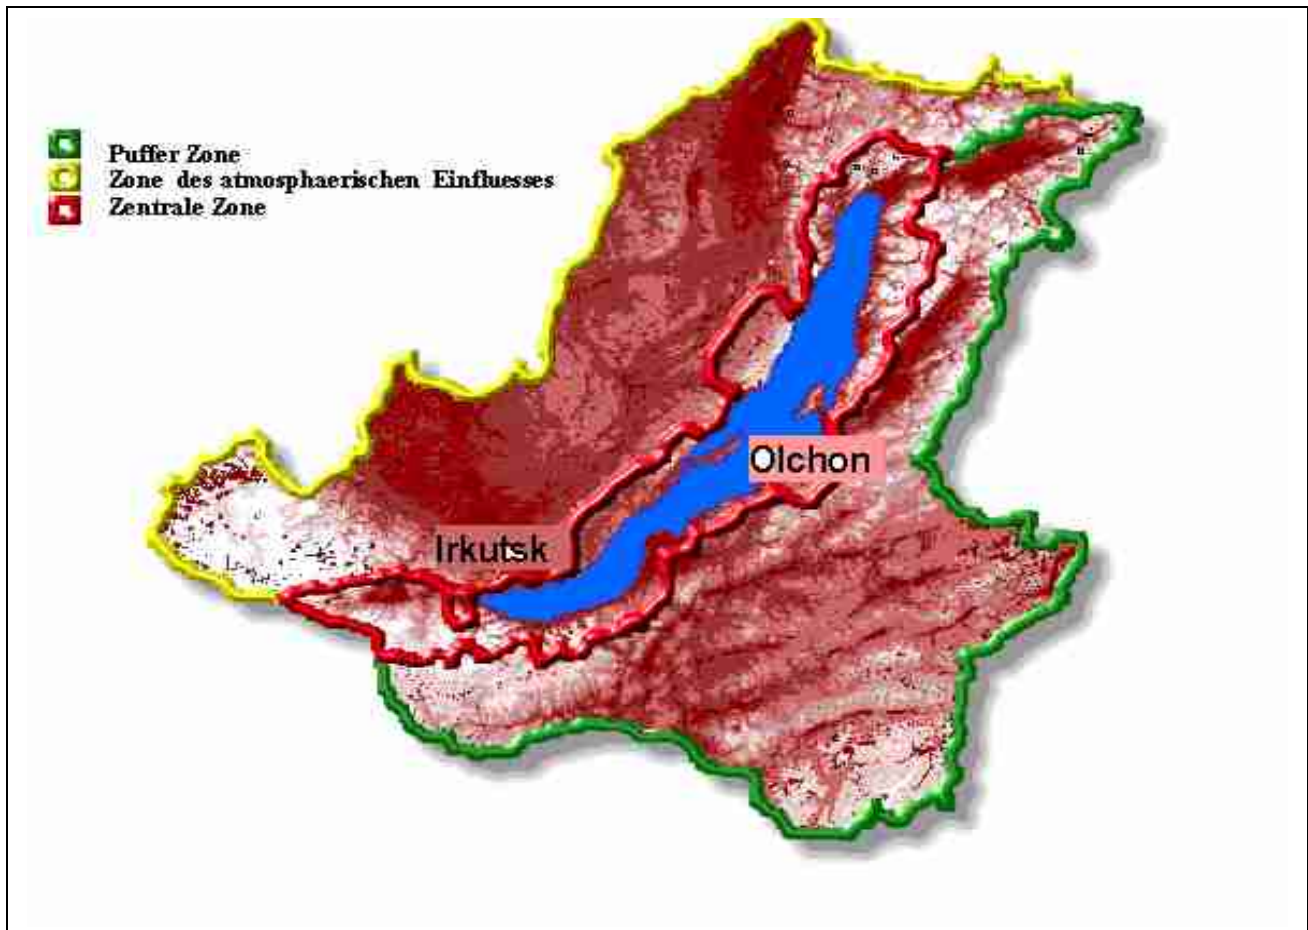 Puffer Zone
Zone des atmosphaerischen Einfluesses
Zentrale Zone
Olchon
Irkutsk